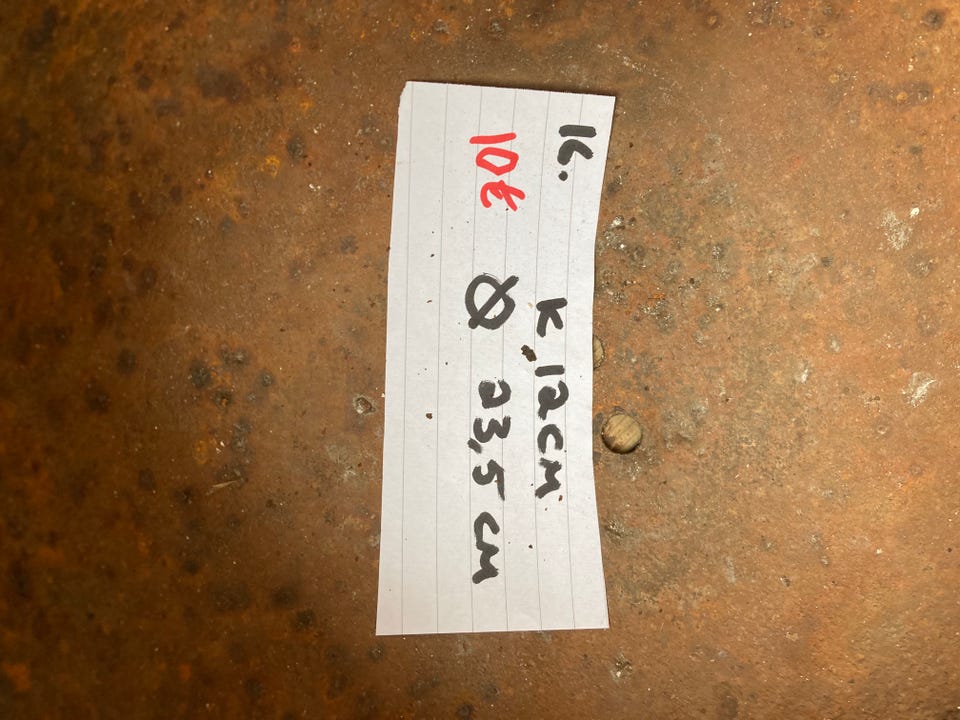 16.
K. 12CM
10€ Ø 23,5 CM